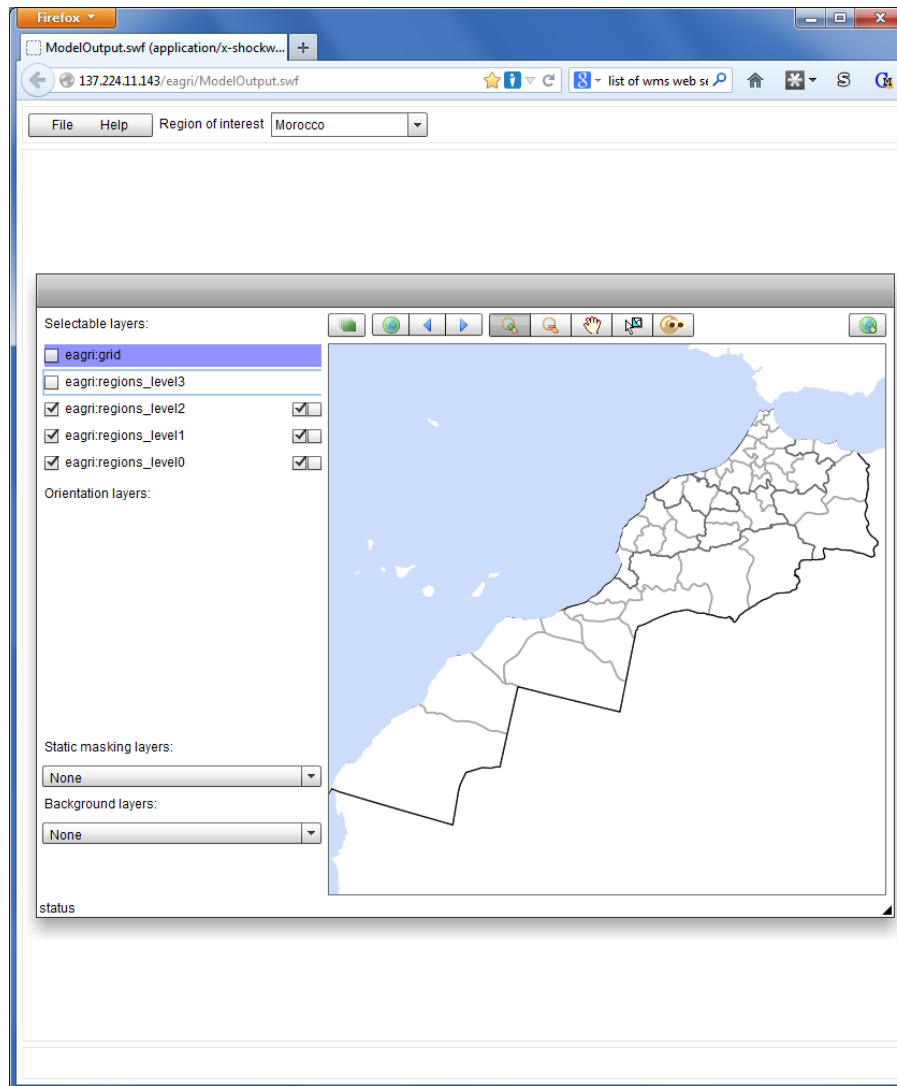 Firefox
ModelOutput.swf (application/x-shockw...
137.224.11.143/eagri/ModelOutput.swf
list of wms web se
File Help Region of interest Morocco
Selectable layers:
eagri:grid
eagri:regions_level3
eagri:regions_level2
eagri:regions_level1
eagri:regions_level0
Orientation layers:
Static masking layers:
None
Background layers:
None
status